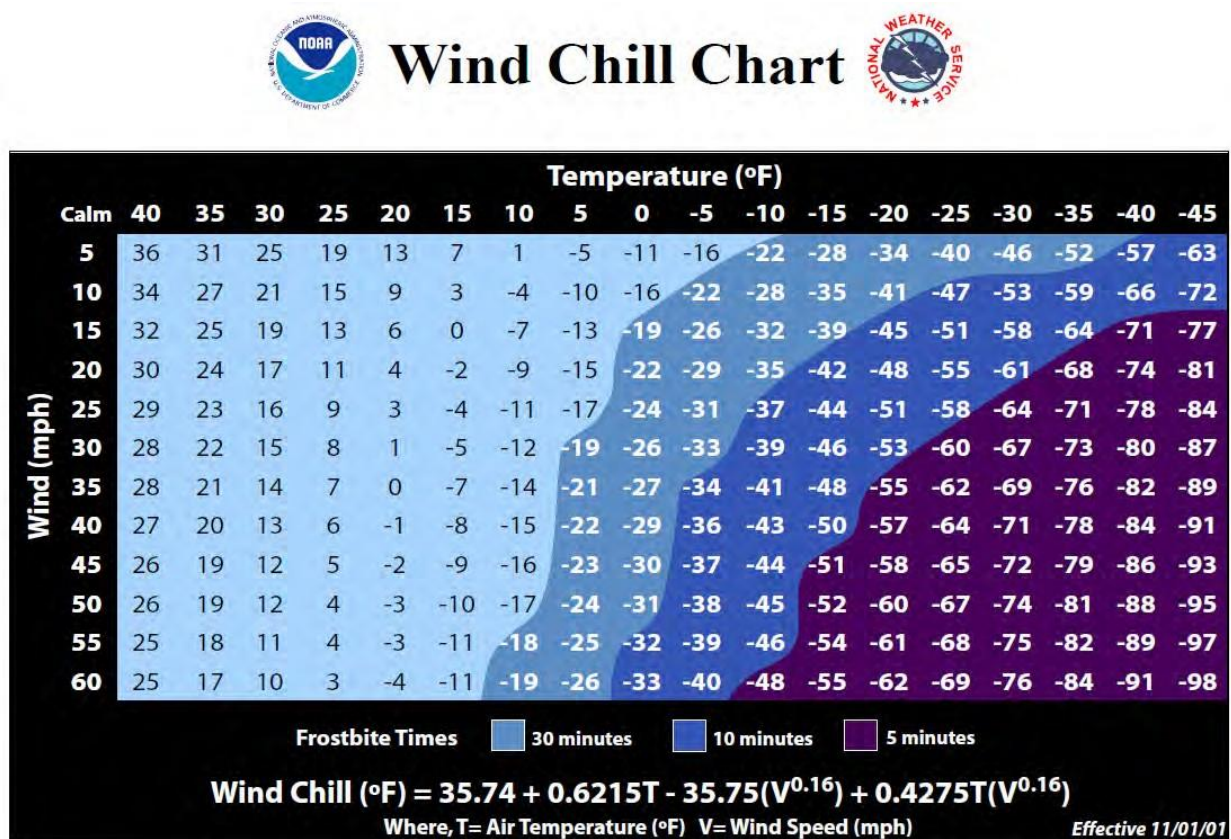 NATIONAL OCEANIC AND ATMOSPHERIC ADMINISTRATION
NOAA
U.S. DEPARTMENT OF COMMERCE
Wind Chill Chart
NATIONAL WEATHER SERVICE
Temperature (ºF)
Calm 40 35 30 25 20 15 10 5 0 -5 -10 -15 -20 -25 -30 -35 -40 -45
Wind (mph)
5 36 31 25 19 13 7 1 -5 -11 -16 -22 -28 -34 -40 -46 -52 -57 -63
10 34 27 21 15 9 3 -4 -10 -16 -22 -28 -35 -41 -47 -53 -59 -66 -72
15 32 25 19 13 6 0 -7 -13 -19 -26 -32 -39 -45 -51 -58 -64 -71 -77
20 30 24 17 11 4 -2 -9 -15 -22 -29 -35 -42 -48 -55 -61 -68 -74 -81
25 29 23 16 9 3 -4 -11 -17 -24 -31 -37 -44 -51 -58 -64 -71 -78 -84
30 28 22 15 8 1 -5 -12 -19 -26 -33 -39 -46 -53 -60 -67 -73 -80 -87
35 28 21 14 7 0 -7 -14 -21 -27 -34 -41 -48 -55 -62 -69 -76 -82 -89
40 27 20 13 6 -1 -8 -15 -22 -29 -36 -43 -50 -57 -64 -71 -78 -84 -91
45 26 19 12 5 -2 -9 -16 -23 -30 -37 -44 -51 -58 -65 -72 -79 -86 -93
50 26 19 12 4 -3 -10 -17 -24 -31 -38 -45 -52 -60 -67 -74 -81 -88 -95
55 25 18 11 4 -3 -11 -18 -25 -32 -39 -46 -54 -61 -68 -75 -82 -89 -97
60 25 17 10 3 -4 -11 -19 -26 -33 -40 -48 -55 -62 -69 -76 -84 -91 -98
Frostbite Times 30 minutes 10 minutes 5 minutes
Wind Chill (ºF) = 35.74 + 0.6215T - 35.75(V^0.16) + 0.4275T(V^0.16)
Where, T= Air Temperature (ºF) V= Wind Speed (mph) Effective 11/01/01